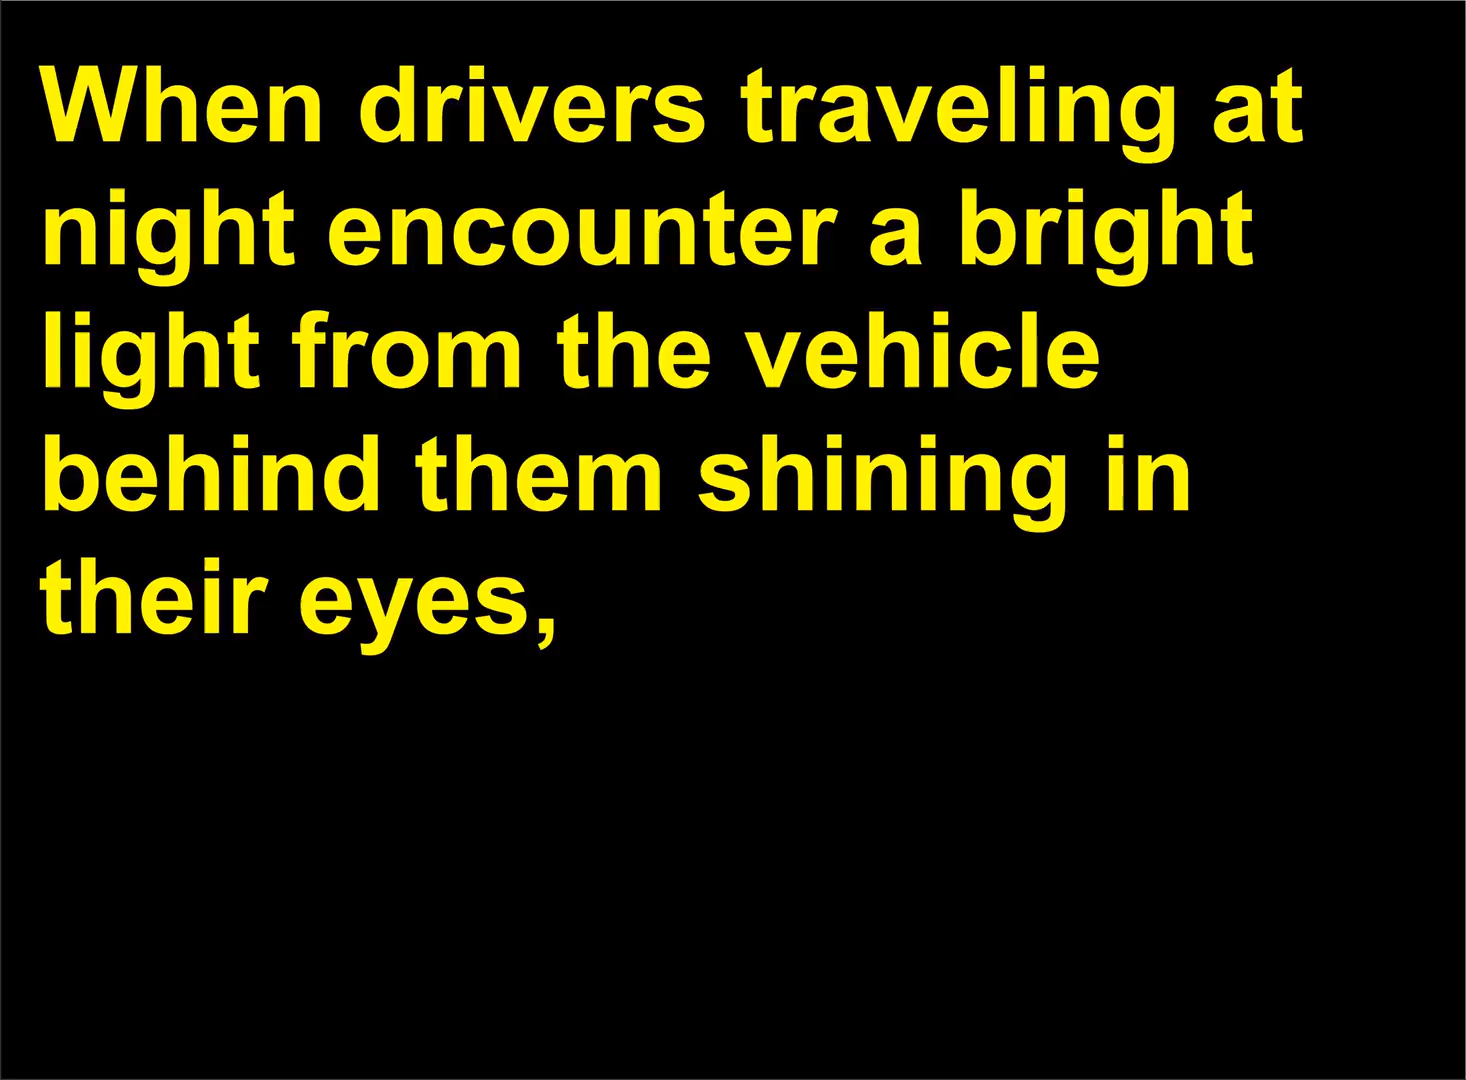 When drivers traveling at
night encounter a bright
light from the vehicle
behind them shining in
their eyes,